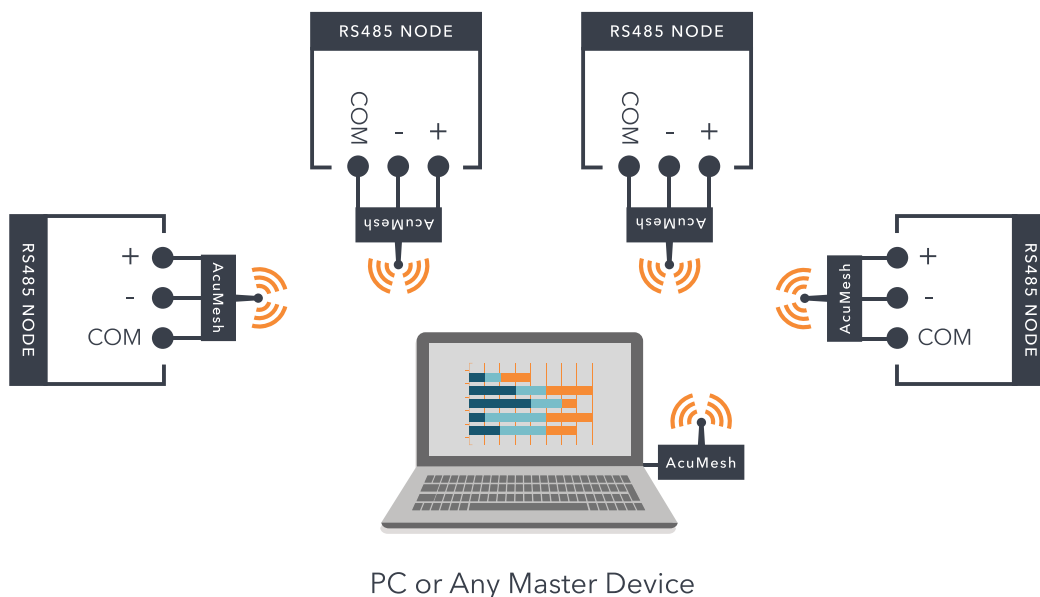 RS485 NODE
COM - +
AcuMesh
RS485 NODE
COM - +
AcuMesh
RS485 NODE
+
-
COM
AcuMesh
AcuMesh
+
-
COM
RS485 NODE
AcuMesh
PC or Any Master Device